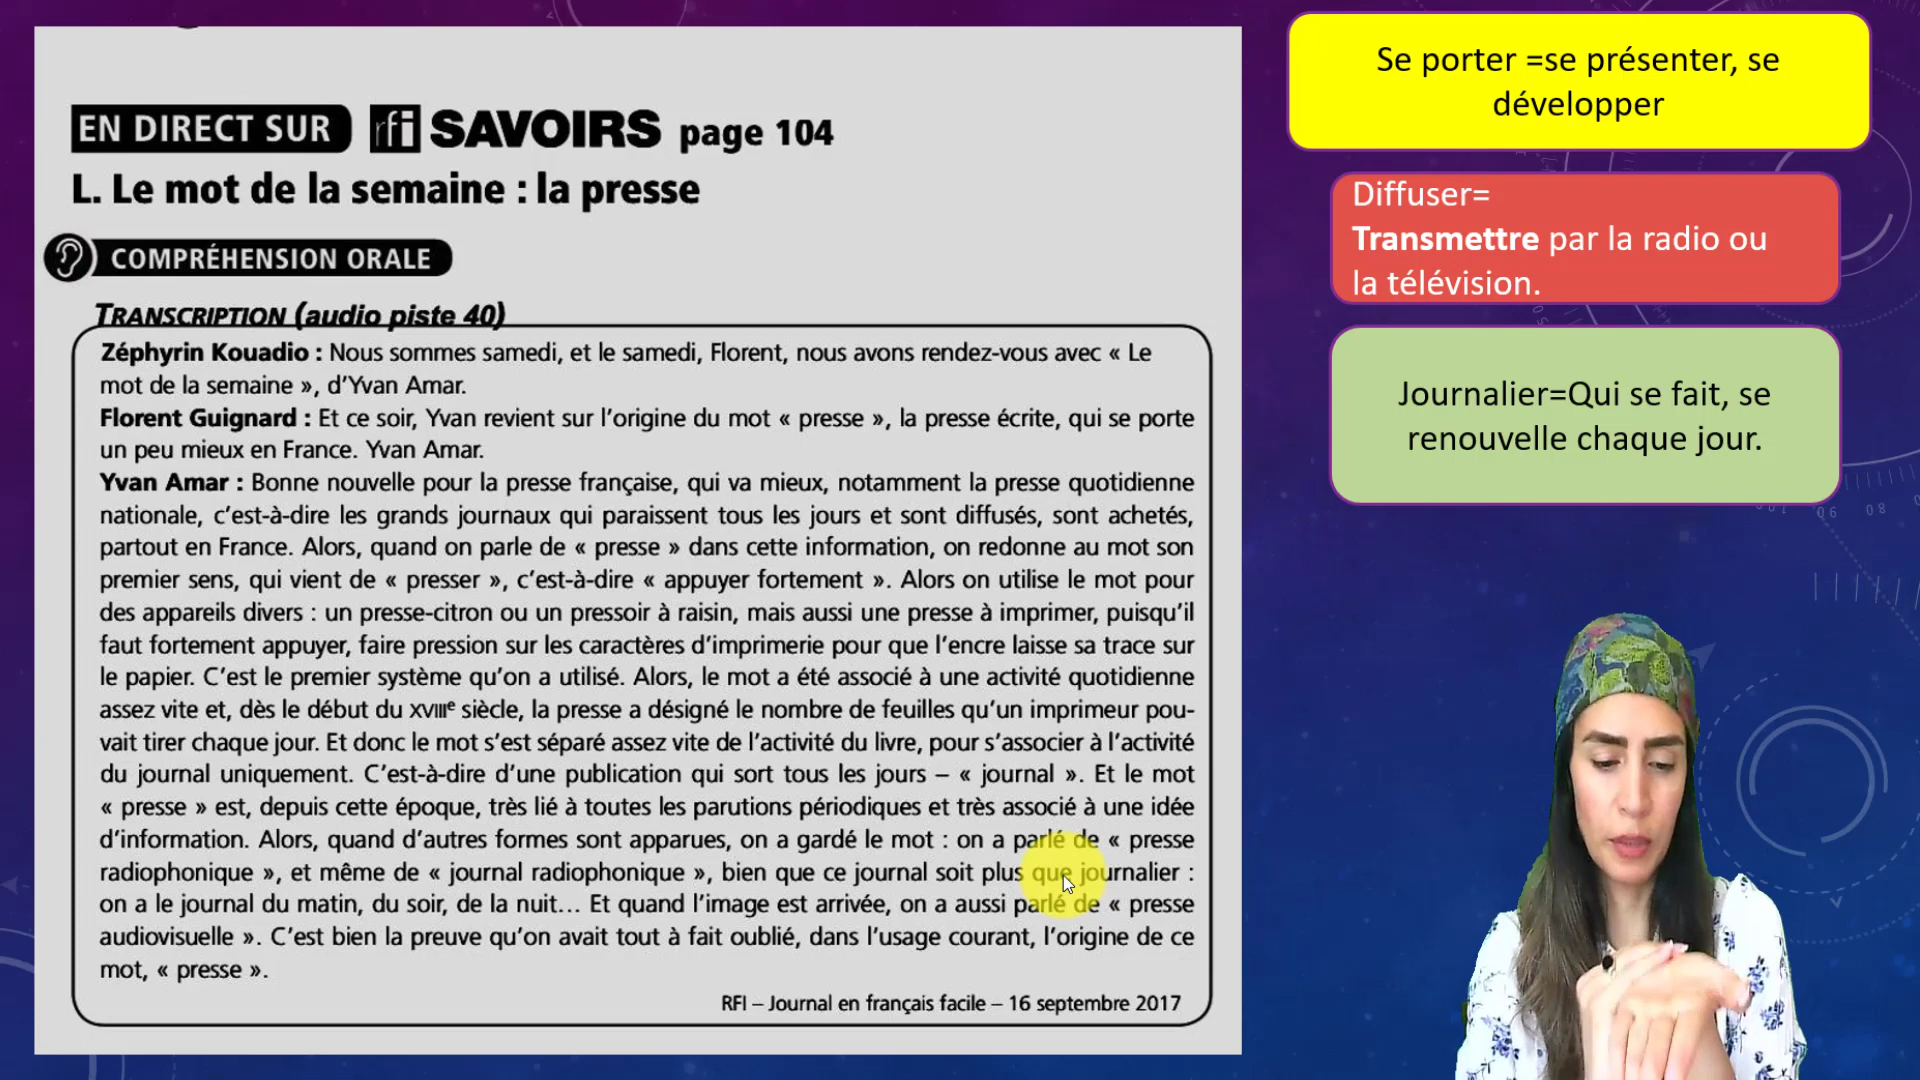 EN DIRECT SUR rfi SAVOIRS page 104
L. Le mot de la semaine : la presse
COMPRÉHENSION ORALE
TRANSCRIPTION (audio piste 40)
Zéphyrin Kouadio : Nous sommes samedi, et le samedi, Florent, nous avons rendez-vous avec « Le
mot de la semaine », d’Yvan Amar.
Florent Guignard : Et ce soir, Yvan revient sur l’origine du mot « presse », la presse écrite, qui se porte
un peu mieux en France. Yvan Amar.
Yvan Amar : Bonne nouvelle pour la presse française, qui va mieux, notamment la presse quotidienne
nationale, c’est-à-dire les grands journaux qui paraissent tous les jours et sont diffusés, sont achetés,
partout en France. Alors, quand on parle de « presse » dans cette information, on redonne au mot son
premier sens, qui vient de « presser », c’est-à-dire « appuyer fortement ». Alors on utilise le mot pour
des appareils divers : un presse-citron ou un pressoir à raisin, mais aussi une presse à imprimer, puisqu’il
faut fortement appuyer, faire pression sur les caractères d’imprimerie pour que l’encre laisse sa trace sur
le papier. C’est le premier système qu’on a utilisé. Alors, le mot a été associé à une activité quotidienne
assez vite et, dès le début du XVIIIe siècle, la presse a désigné le nombre de feuilles qu’un imprimeur pou-
vait tirer chaque jour. Et donc le mot s’est séparé assez vite de l’activité du livre, pour s’associer à l’activité
du journal uniquement. C’est-à-dire d’une publication qui sort tous les jours – « journal ». Et le mot
« presse » est, depuis cette époque, très lié à toutes les parutions périodiques et très associé à une idée
d’information. Alors, quand d’autres formes sont apparues, on a gardé le mot : on a parlé de « presse
radiophonique », et même de « journal radiophonique », bien que ce journal soit plus que journalier :
on a le journal du matin, du soir, de la nuit… Et quand l’image est arrivée, on a aussi parlé de « presse
audiovisuelle ». C’est bien la preuve qu’on avait tout à fait oublié, dans l’usage courant, l’origine de ce
mot, « presse ».
RFI – Journal en français facile – 16 septembre 2017
Se porter =se présenter, se
développer
Diffuser=
Transmettre par la radio ou
la télévision.
Journalier=Qui se fait, se
renouvelle chaque jour.